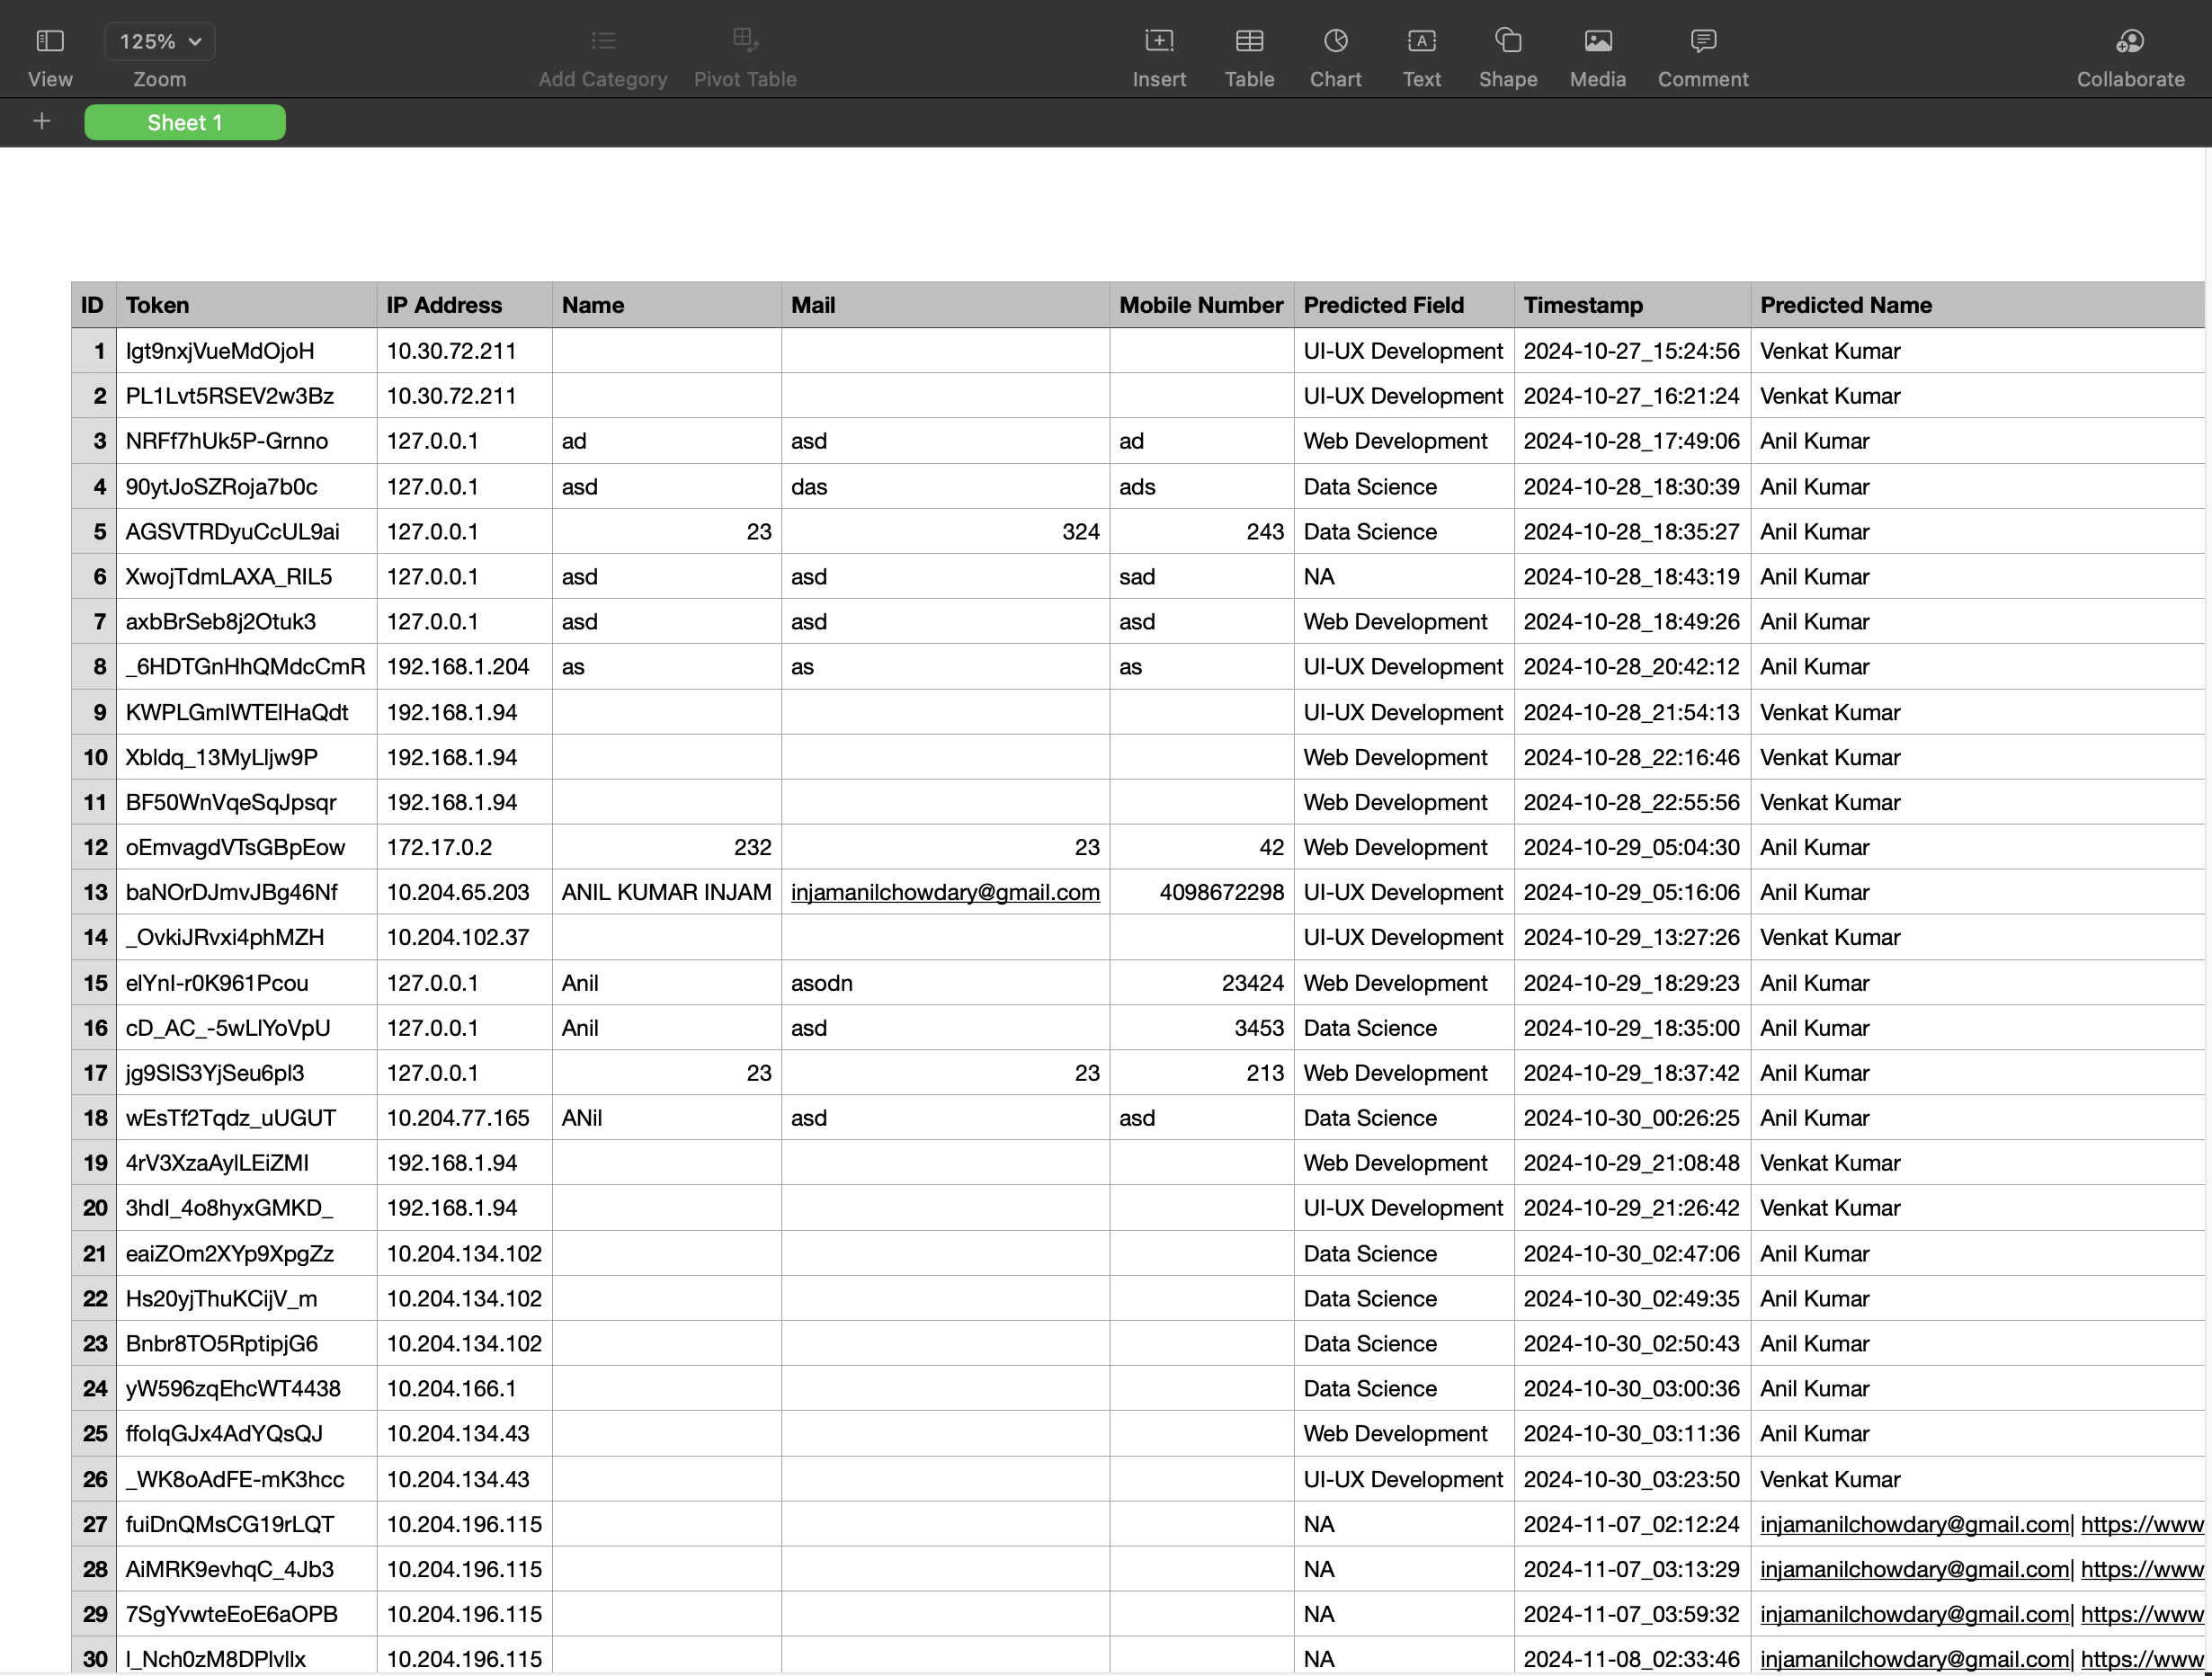 125%
View Zoom Add Category Pivot Table Insert Table Chart Text Shape Media Comment Collaborate
+ Sheet 1
ID Token IP Address Name Mail Mobile Number Predicted Field Timestamp Predicted Name
1 Igt9nxjVueMdOjoH 10.30.72.211 UI-UX Development 2024-10-27_15:24:56 Venkat Kumar
2 PL1Lvt5RSEV2w3Bz 10.30.72.211 UI-UX Development 2024-10-27_16:21:24 Venkat Kumar
3 NRFf7hUk5P-Grnno 127.0.0.1 ad asd ad Web Development 2024-10-28_17:49:06 Anil Kumar
4 90ytJoSZRoja7b0c 127.0.0.1 asd das ads Data Science 2024-10-28_18:30:39 Anil Kumar
5 AGSVTRDyuCcUL9ai 127.0.0.1 23 324 243 Data Science 2024-10-28_18:35:27 Anil Kumar
6 XwojTdmLAXA_RIL5 127.0.0.1 asd asd sad NA 2024-10-28_18:43:19 Anil Kumar
7 axbBrSeb8j2Otuk3 127.0.0.1 asd asd asd Web Development 2024-10-28_18:49:26 Anil Kumar
8 _6HDTGnHhQMdcCmR 192.168.1.204 as as as UI-UX Development 2024-10-28_20:42:12 Anil Kumar
9 KWPLGmIWTElHaQdt 192.168.1.94 UI-UX Development 2024-10-28_21:54:13 Venkat Kumar
10 Xbldq_13MyLljw9P 192.168.1.94 Web Development 2024-10-28_22:16:46 Venkat Kumar
11 BF50WnVqeSqJpsqr 192.168.1.94 Web Development 2024-10-28_22:55:56 Venkat Kumar
12 oEmvagdVTsGBpEow 172.17.0.2 232 23 42 Web Development 2024-10-29_05:04:30 Anil Kumar
13 baNOrDJmvJBg46Nf 10.204.65.203 ANIL KUMAR INJAM injamanilchowdary@gmail.com 4098672298 UI-UX Development 2024-10-29_05:16:06 Anil Kumar
14 _OvkiJRvxi4phMZH 10.204.102.37 UI-UX Development 2024-10-29_13:27:26 Venkat Kumar
15 elYnI-r0K961Pcou 127.0.0.1 Anil asodn 23424 Web Development 2024-10-29_18:29:23 Anil Kumar
16 cD_AC_-5wLlYoVpU 127.0.0.1 Anil asd 3453 Data Science 2024-10-29_18:35:00 Anil Kumar
17 jg9SlS3YjSeu6pl3 127.0.0.1 23 23 213 Web Development 2024-10-29_18:37:42 Anil Kumar
18 wEsTf2Tqdz_uUGUT 10.204.77.165 ANil asd asd Data Science 2024-10-30_00:26:25 Anil Kumar
19 4rV3XzaAylLEiZMI 192.168.1.94 Web Development 2024-10-29_21:08:48 Venkat Kumar
20 3hdI_4o8hyxGMKD_ 192.168.1.94 UI-UX Development 2024-10-29_21:26:42 Venkat Kumar
21 eaiZOm2XYp9XpgZz 10.204.134.102 Data Science 2024-10-30_02:47:06 Anil Kumar
22 Hs20yjThuKCijV_m 10.204.134.102 Data Science 2024-10-30_02:49:35 Anil Kumar
23 Bnbr8TO5RptipjG6 10.204.134.102 Data Science 2024-10-30_02:50:43 Anil Kumar
24 yW596zqEhcWT4438 10.204.166.1 Data Science 2024-10-30_03:00:36 Anil Kumar
25 ffoIqGJx4AdYQsQJ 10.204.134.43 Web Development 2024-10-30_03:11:36 Anil Kumar
26 _WK8oAdFE-mK3hcc 10.204.134.43 UI-UX Development 2024-10-30_03:23:50 Venkat Kumar
27 fuiDnQMsCG19rLQT 10.204.196.115 NA 2024-11-07_02:12:24 injamanilchowdary@gmail.com| https://www
28 AiMRK9evhqC_4Jb3 10.204.196.115 NA 2024-11-07_03:13:29 injamanilchowdary@gmail.com| https://www
29 7SgYvwteEoE6aOPB 10.204.196.115 NA 2024-11-07_03:59:32 injamanilchowdary@gmail.com| https://www
30 I_Nch0zM8DPlvllx 10.204.196.115 NA 2024-11-08_02:33:46 injamanilchowdary@gmail.com| https://www